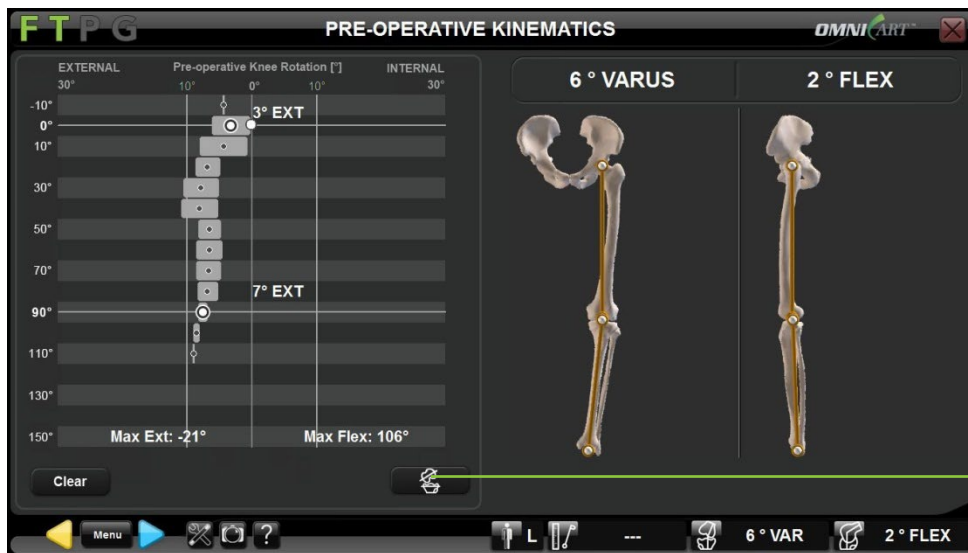 FTPG
PRE-OPERATIVE KINEMATICS
OMNI ART™
EXTERNAL Pre-operative Knee Rotation [°] INTERNAL
30° 10° 0° 10° 30°
6 ° VARUS
2 ° FLEX
-10°
3° EXT
0°
10°
30°
50°
70°
7° EXT
90°
110°
130°
150°
Max Ext: -21°
Max Flex: 106°
Clear
Menu
?
L
---
6 ° VAR
2 ° FLEX